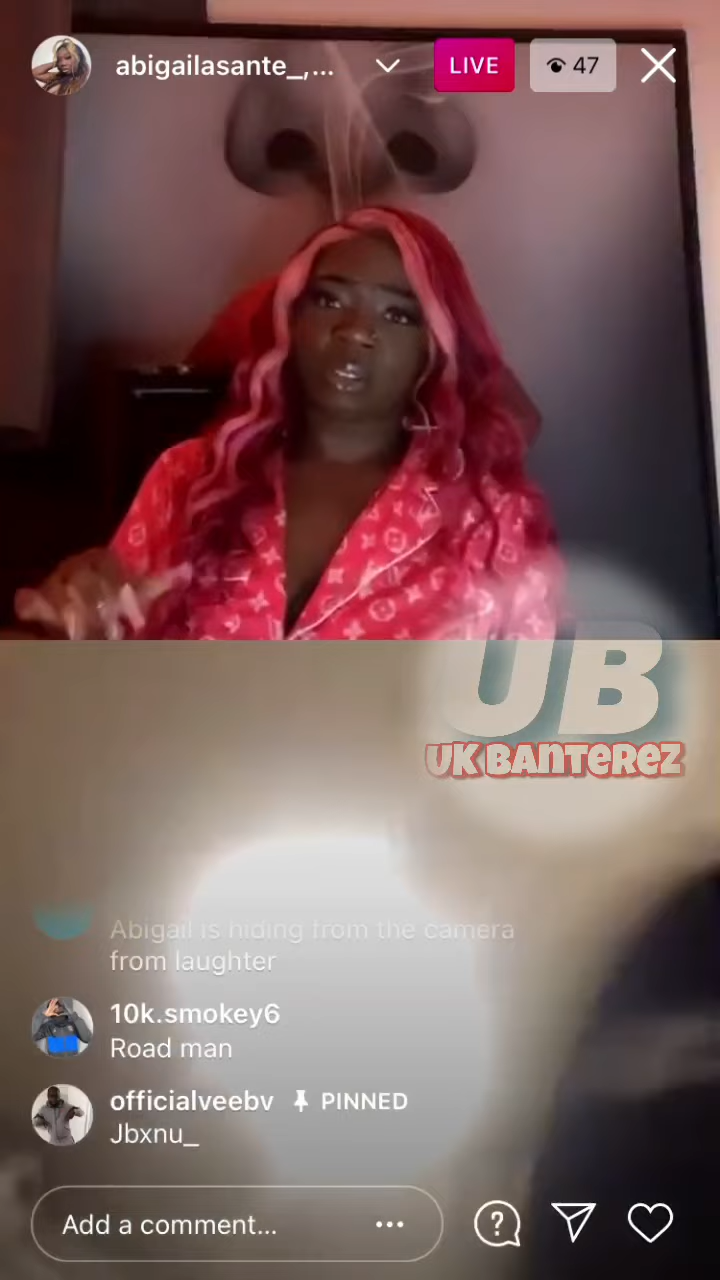 abigailasante_,...
LIVE
47
UB
UK BANTEREZ
Abigail is hiding from the camera
from laughter
10k.smokey6
Road man
officialveebv PINNED
Jbxnu_
Add a comment...